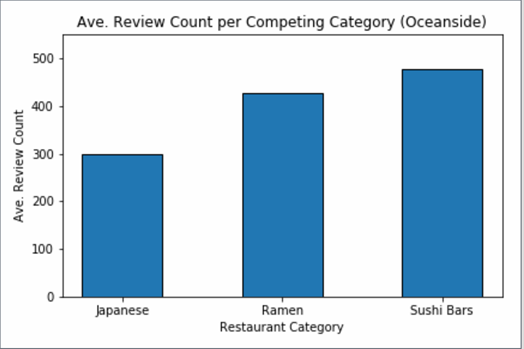 Ave. Review Count per Competing Category (Oceanside)
500
400
300
200
100
0
Ave. Review Count
Japanese
Ramen
Sushi Bars
Restaurant Category